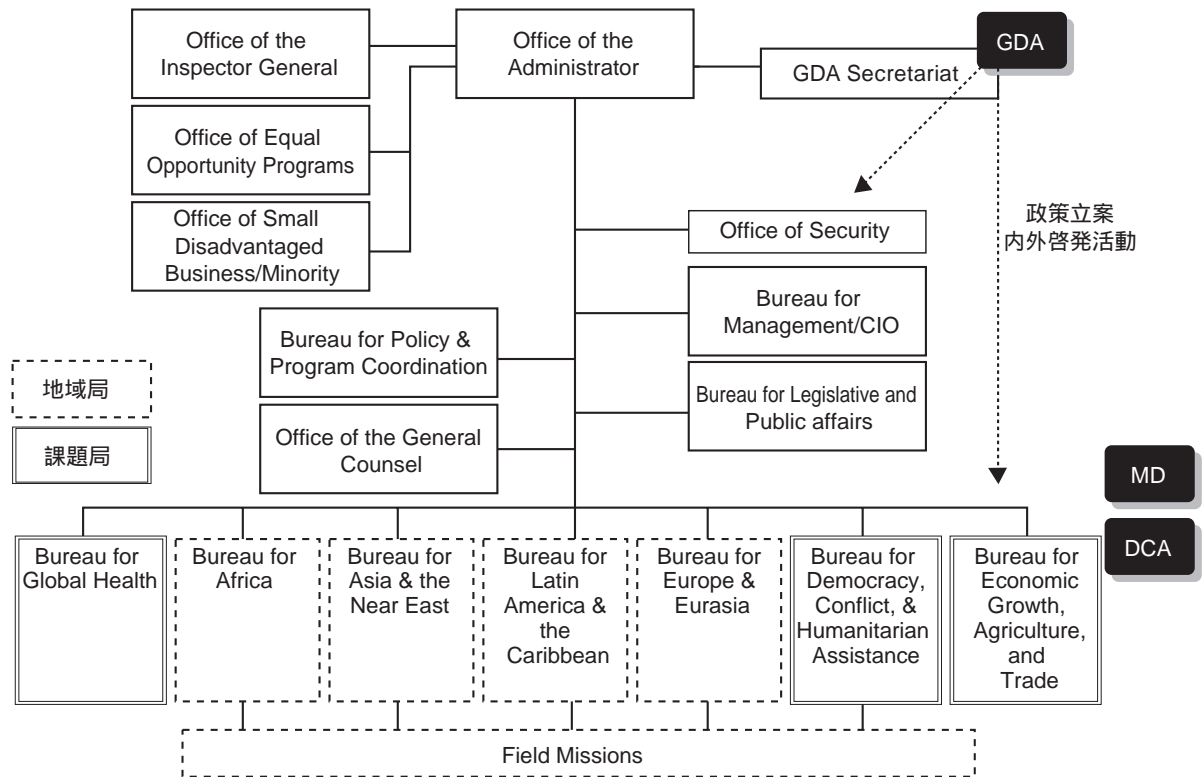 Office of the
Inspector General
Office of the
Administrator
GDA
GDA Secretariat
Office of Equal
Opportunity Programs
Office of Small
Disadvantaged
Business/Minority
Office of Security
政策立案
内外啓発活動
Bureau for
Management/CIO
Bureau for Policy &
Program Coordination
地域局
Bureau for Legislative and
Public affairs
Office of the General
Counsel
課題局
MD
DCA
Bureau for
Global Health
Bureau for
Africa
Bureau for
Asia & the
Near East
Bureau for
Latin
America &
the
Caribbean
Bureau for
Europe &
Eurasia
Bureau for
Democracy,
Conflict, &
Humanitarian
Assistance
Bureau for
Economic
Growth,
Agriculture,
and
Trade
Field Missions